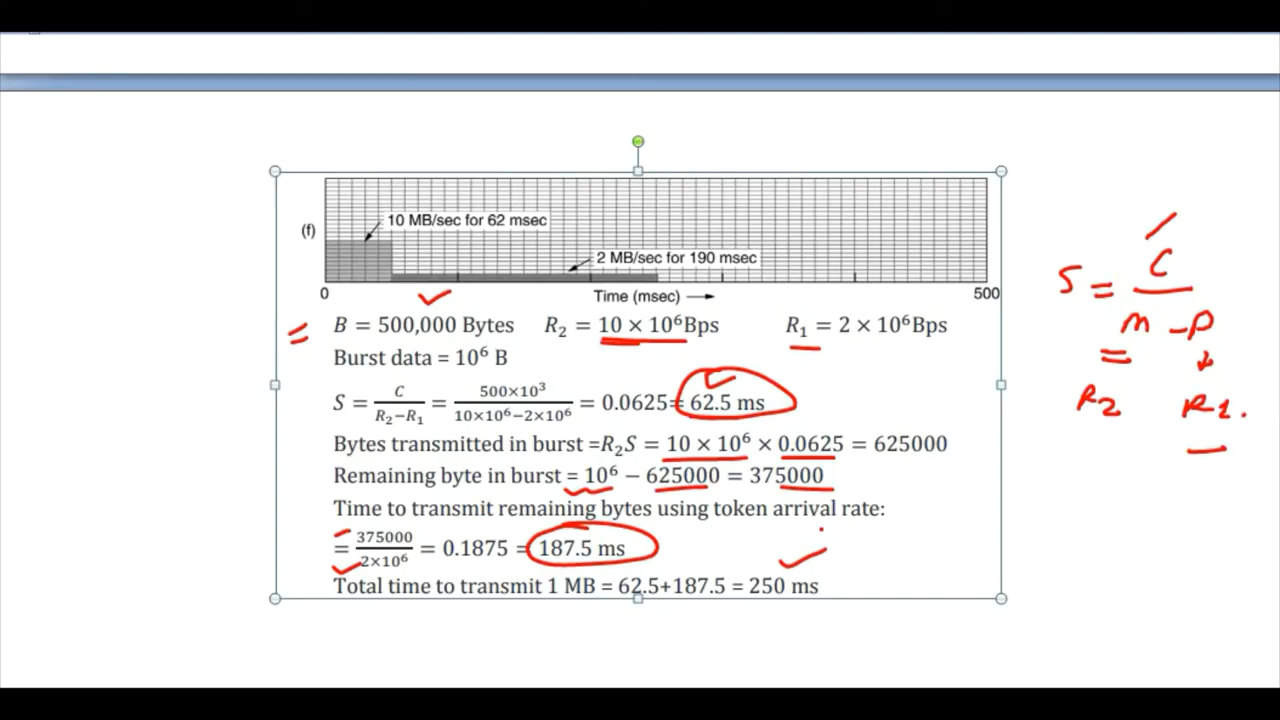 10 MB/sec for 62 msec
(f)
2 MB/sec for 190 msec
0 Time (msec) → 500
B = 500,000 Bytes R₂ = 10 × 10⁶Bps R₁ = 2 × 10⁶Bps
Burst data = 10⁶ B
S = C/(R₂−R₁) = 500×10³/(10×10⁶−2×10⁶) = 0.0625= 62.5 ms
Bytes transmitted in burst =R₂S = 10 × 10⁶ × 0.0625 = 625000
Remaining byte in burst = 10⁶ − 625000 = 375000
Time to transmit remaining bytes using token arrival rate:
= 375000/2×10⁶ = 0.1875 = 187.5 ms
Total time to transmit 1 MB = 62.5+187.5 = 250 ms
S = C
M - P
= ↓
R2 R1.